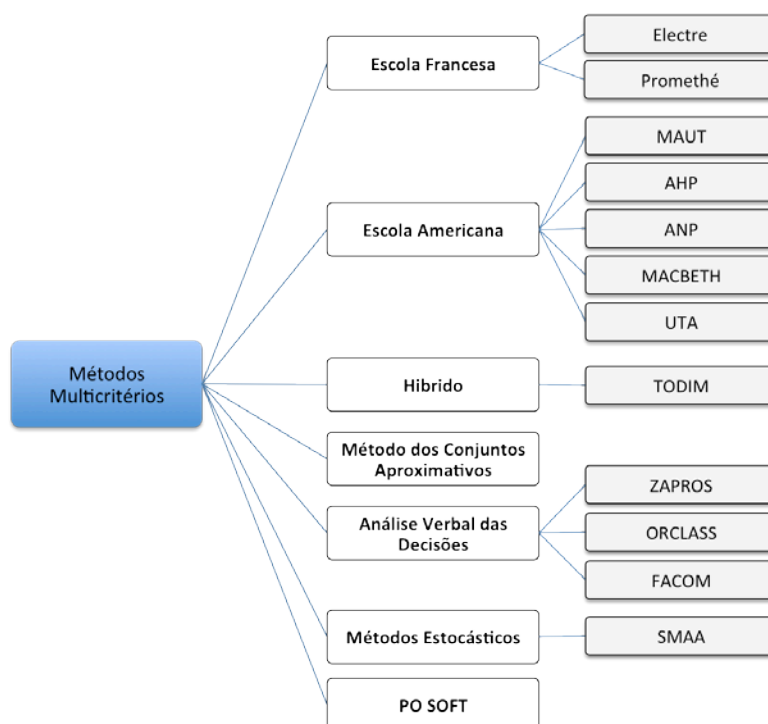 Métodos
Multicritérios
Escola Francesa
Electre
Promethé
Escola Americana
MAUT
AHP
ANP
MACBETH
UTA
Hibrido
TODIM
Método dos Conjuntos
Aproximativos
Análise Verbal das
Decisões
ZAPROS
ORCLASS
FACOM
Métodos Estocásticos
SMAA
PO SOFT